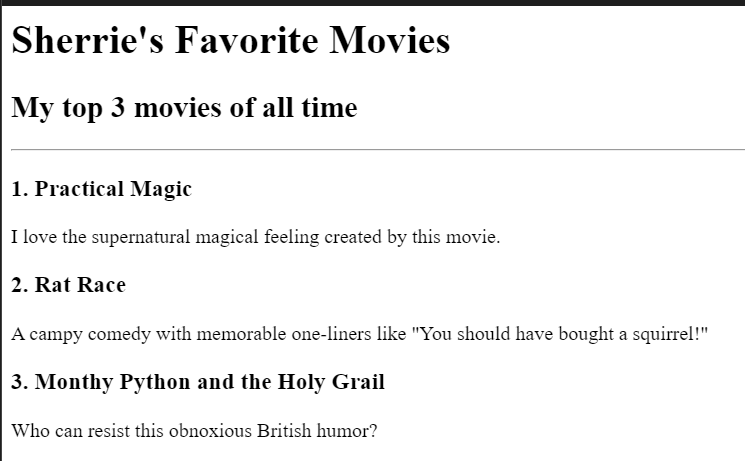 Sherrie's Favorite Movies
My top 3 movies of all time
1. Practical Magic
I love the supernatural magical feeling created by this movie.
2. Rat Race
A campy comedy with memorable one-liners like "You should have bought a squirrel!"
3. Monthy Python and the Holy Grail
Who can resist this obnoxious British humor?